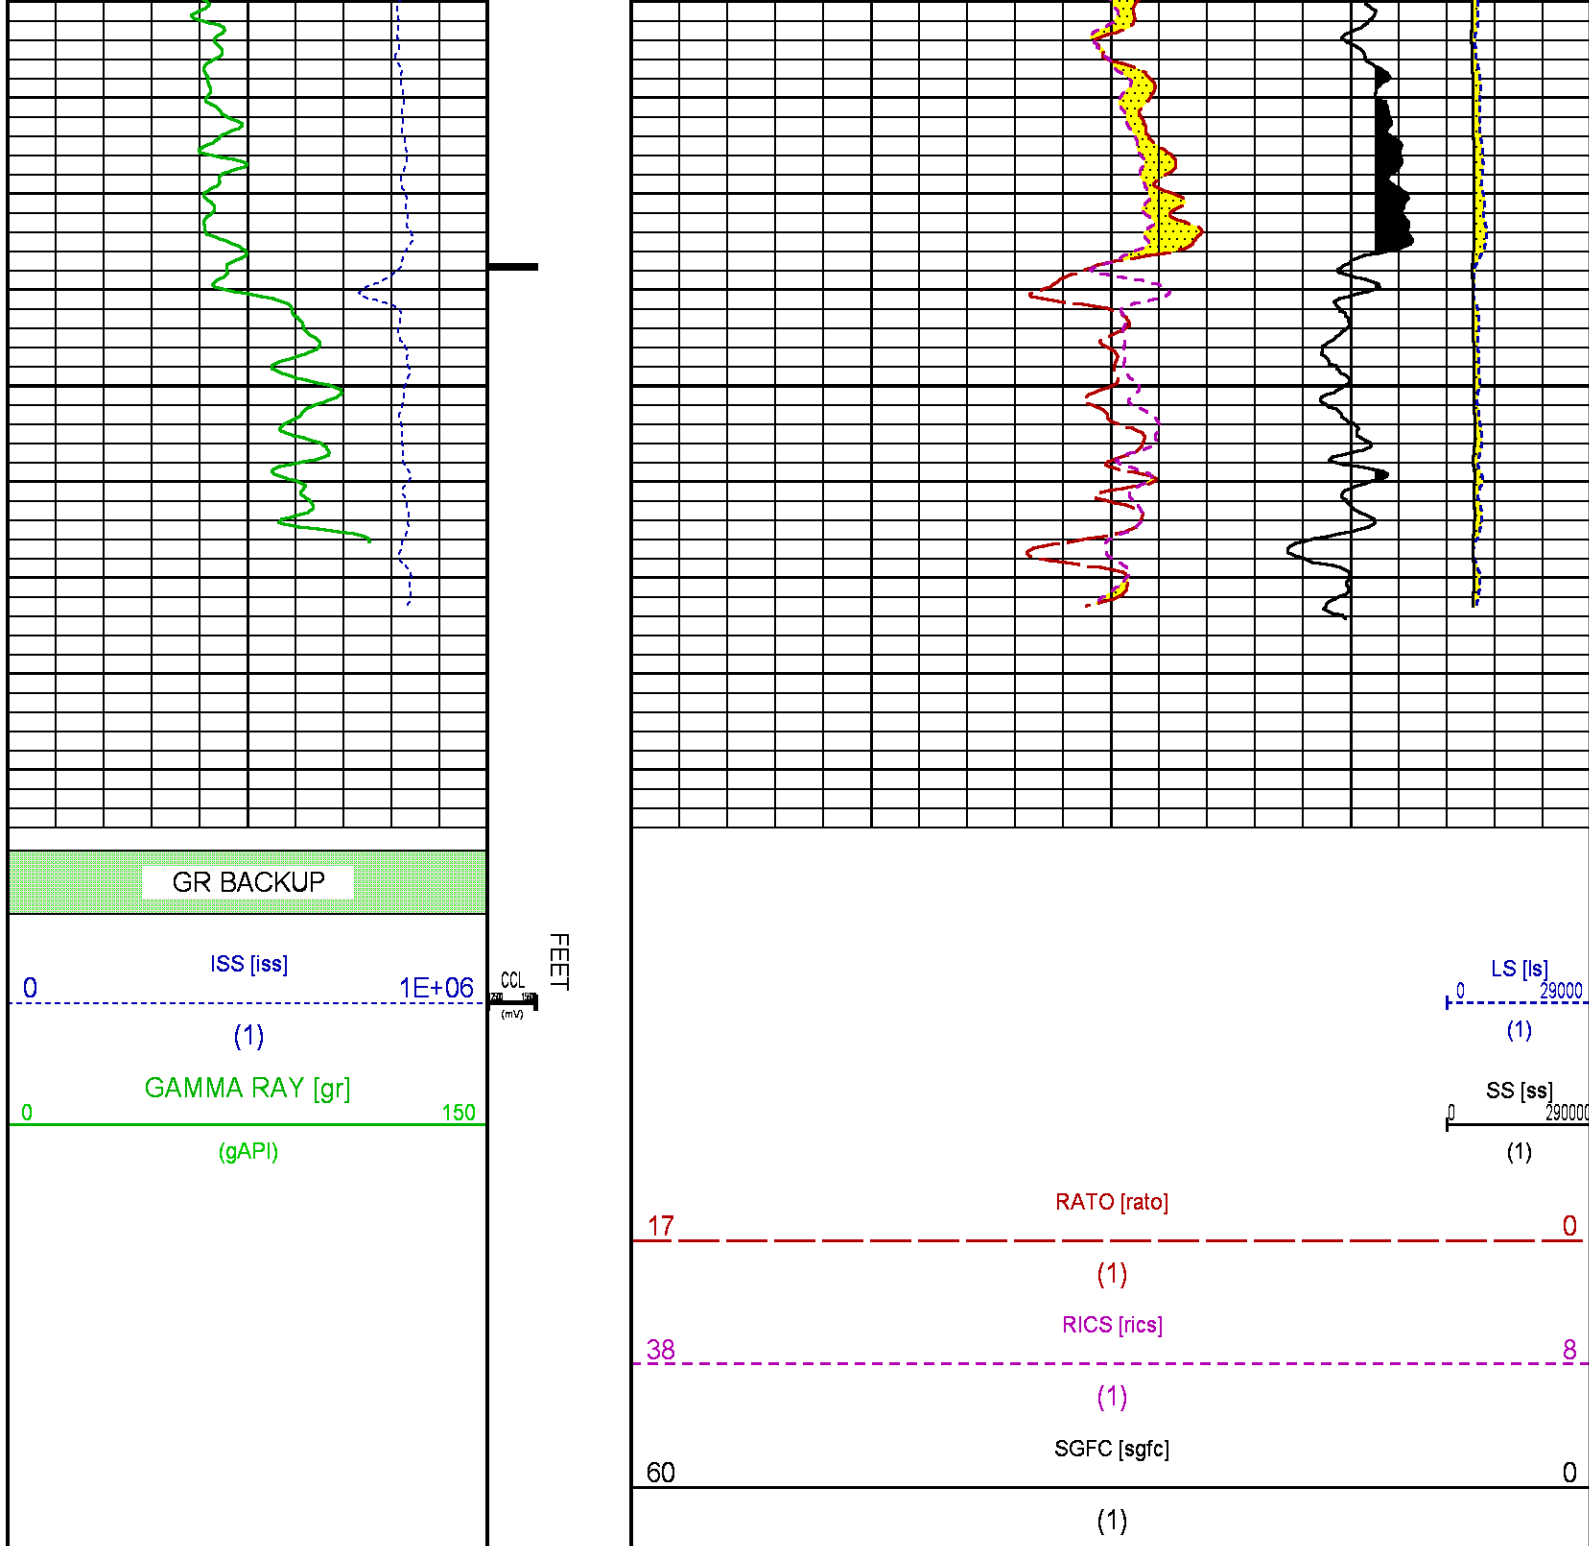 GR BACKUP
ISS [iss]
0 1E+06
(1)
GAMMA RAY [gr]
0 150
(gAPI)
CCL
(mV)
FEET
LS [ls]
0 29000
(1)
SS [ss]
0 290000
(1)
RATO [rato]
17 0
(1)
RICS [rics]
38 8
(1)
SGFC [sgfc]
60 0
(1)